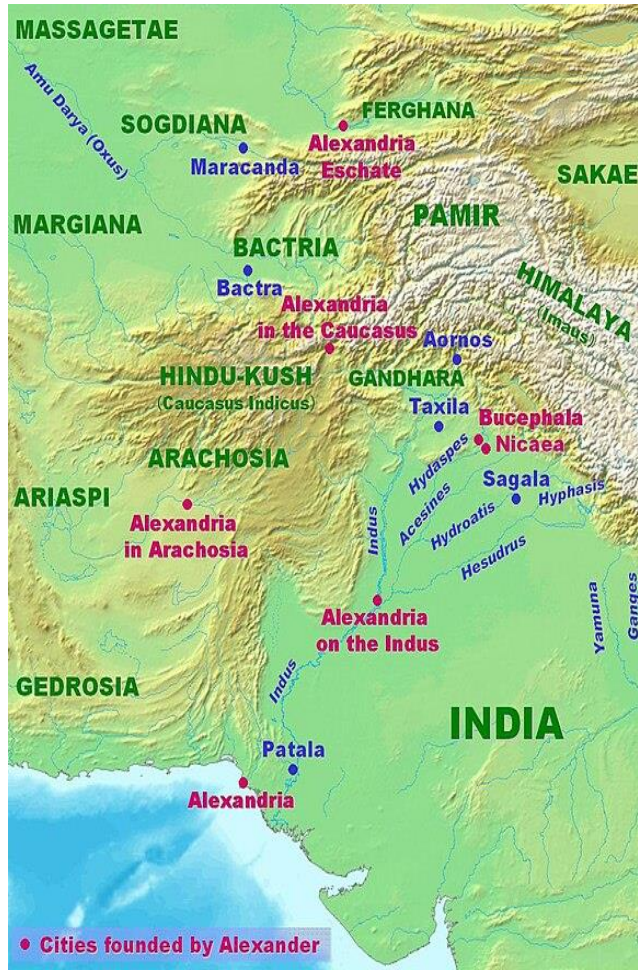 MASSAGETAE
Amu Darya (Oxus)
FERGHANA
SOGDIANA
Alexandria
Eschate
Maracanda
SAKAE
PAMIR
MARGIANA
BACTRIA
Bactra
HIMALAYA
(Imaus)
Alexandria
in the Caucasus
Aornos
HINDU-KUSH
(Caucasus Indicus)
GANDHARA
Taxila
Bucephala
Nicaea
ARACHOSIA
Hydaspes
Sagala
ARIASPI
Acesines
Hyphasis
Alexandria
in Arachosia
Indus
Hydroatis
Hesudrus
Yamuna
Ganges
Alexandria
on the Indus
GEDROSIA
Indus
INDIA
Patala
Alexandria
Cities founded by Alexander